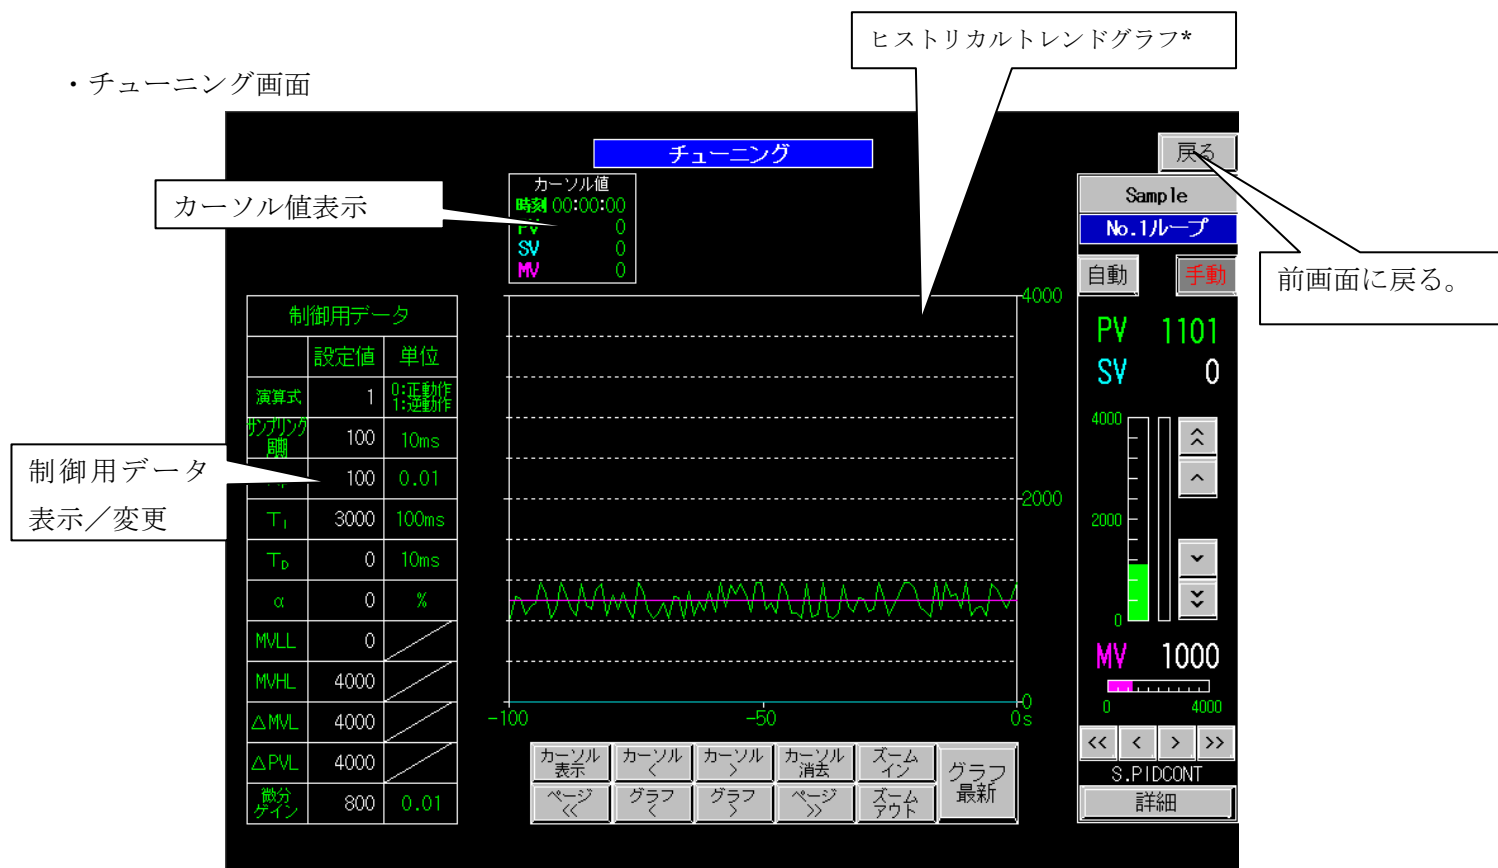 ヒストリカルトレンドグラフ*
・チューニング画面
チューニング
戻る
カーソル値表示
カーソル値
時刻 00:00:00
PV 0
SV 0
MV 0
Sample
No.1ループ
自動 手動
前画面に戻る。
PV 1101
SV 0
制御用データ
設定値 単位
演算式 1 0:正動作
1:逆動作
サンプリング
周期 100 10ms
100 0.01
TI 3000 100ms
TD 0 10ms
α 0 %
MVLL 0
MVHL 4000
△MVL 4000
△PVL 4000
微分
ゲイン 800 0.01
制御用データ
表示／変更
4000
2000
0
-100 -50 0s
4000
2000
0
MV 1000
0 4000
<< < > >>
S.PIDCONT
詳細
カーソル
表示
カーソル
<
カーソル
>
カーソル
消去
ズーム
イン
グラフ
最新
ページ
<<
グラフ
<
グラフ
>
ページ
>>
ズーム
アウト